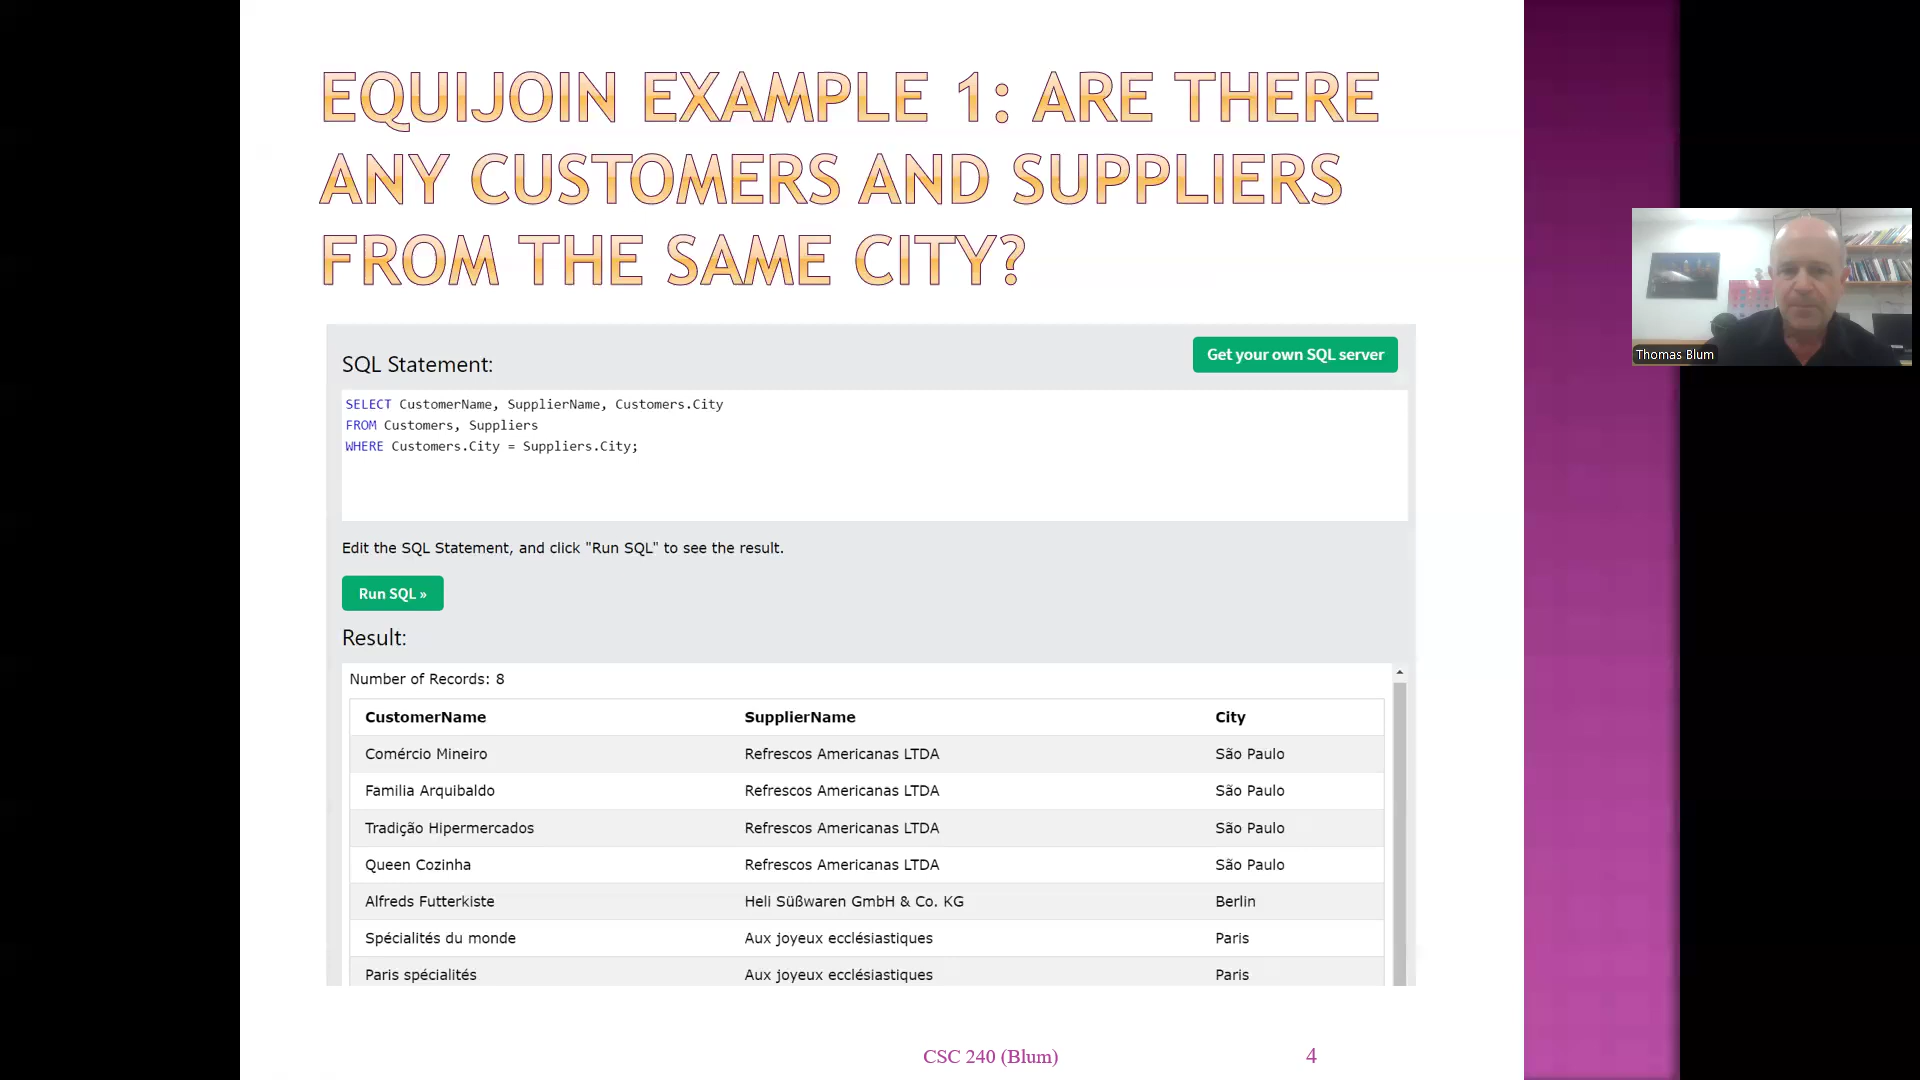 EQUIJOIN EXAMPLE 1: ARE THERE
ANY CUSTOMERS AND SUPPLIERS
FROM THE SAME CITY?
SQL Statement:
Get your own SQL server
SELECT CustomerName, SupplierName, Customers.City
FROM Customers, Suppliers
WHERE Customers.City = Suppliers.City;
Edit the SQL Statement, and click "Run SQL" to see the result.
Run SQL »
Result:
Number of Records: 8
CustomerName SupplierName City
Comércio Mineiro Refrescos Americanas LTDA São Paulo
Familia Arquibaldo Refrescos Americanas LTDA São Paulo
Tradição Hipermercados Refrescos Americanas LTDA São Paulo
Queen Cozinha Refrescos Americanas LTDA São Paulo
Alfreds Futterkiste Heli Süßwaren GmbH & Co. KG Berlin
Spécialités du monde Aux joyeux ecclésiastiques Paris
Paris spécialités Aux joyeux ecclésiastiques Paris
CSC 240 (Blum) 4
Thomas Blum